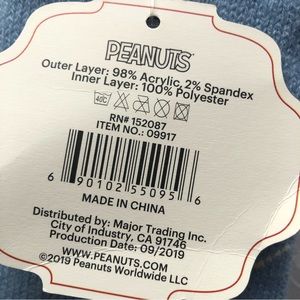 PEANUTS
Outer Layer: 98% Acrylic, 2% Spandex
Inner Layer: 100% Polyester
40C
RN# 152087
ITEM NO.: 09917
6 90102 55095 6
MADE IN CHINA
Distributed by: Major Trading Inc.
City of Industry, CA 91746
Production Date: 09/2019
WWW.PEANUTS.COM
©2019 Peanuts Worldwide LLC